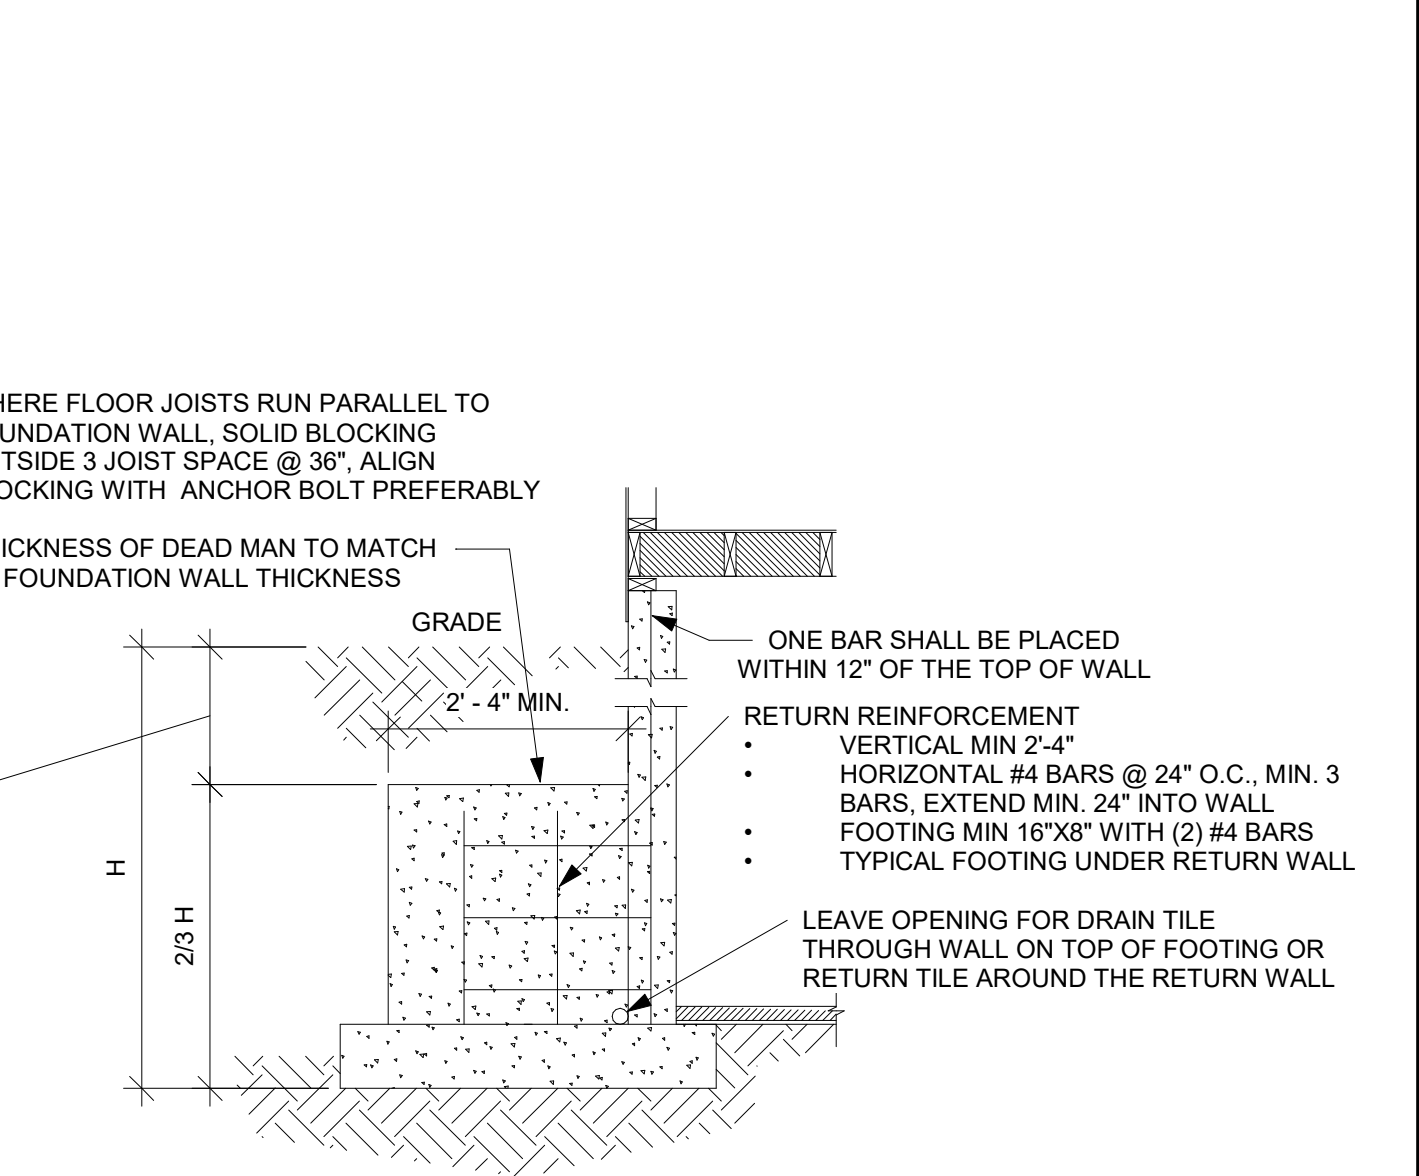 HERE FLOOR JOISTS RUN PARALLEL TO
UNDATION WALL, SOLID BLOCKING
TSIDE 3 JOIST SPACE @ 36", ALIGN
OCKING WITH ANCHOR BOLT PREFERABLY
ICKNESS OF DEAD MAN TO MATCH
FOUNDATION WALL THICKNESS
GRADE
2' - 4" MIN.
H
2/3 H
ONE BAR SHALL BE PLACED
WITHIN 12" OF THE TOP OF WALL
RETURN REINFORCEMENT
• VERTICAL MIN 2'-4"
• HORIZONTAL #4 BARS @ 24" O.C., MIN. 3
BARS, EXTEND MIN. 24" INTO WALL
• FOOTING MIN 16"X8" WITH (2) #4 BARS
• TYPICAL FOOTING UNDER RETURN WALL
LEAVE OPENING FOR DRAIN TILE
THROUGH WALL ON TOP OF FOOTING OR
RETURN TILE AROUND THE RETURN WALL